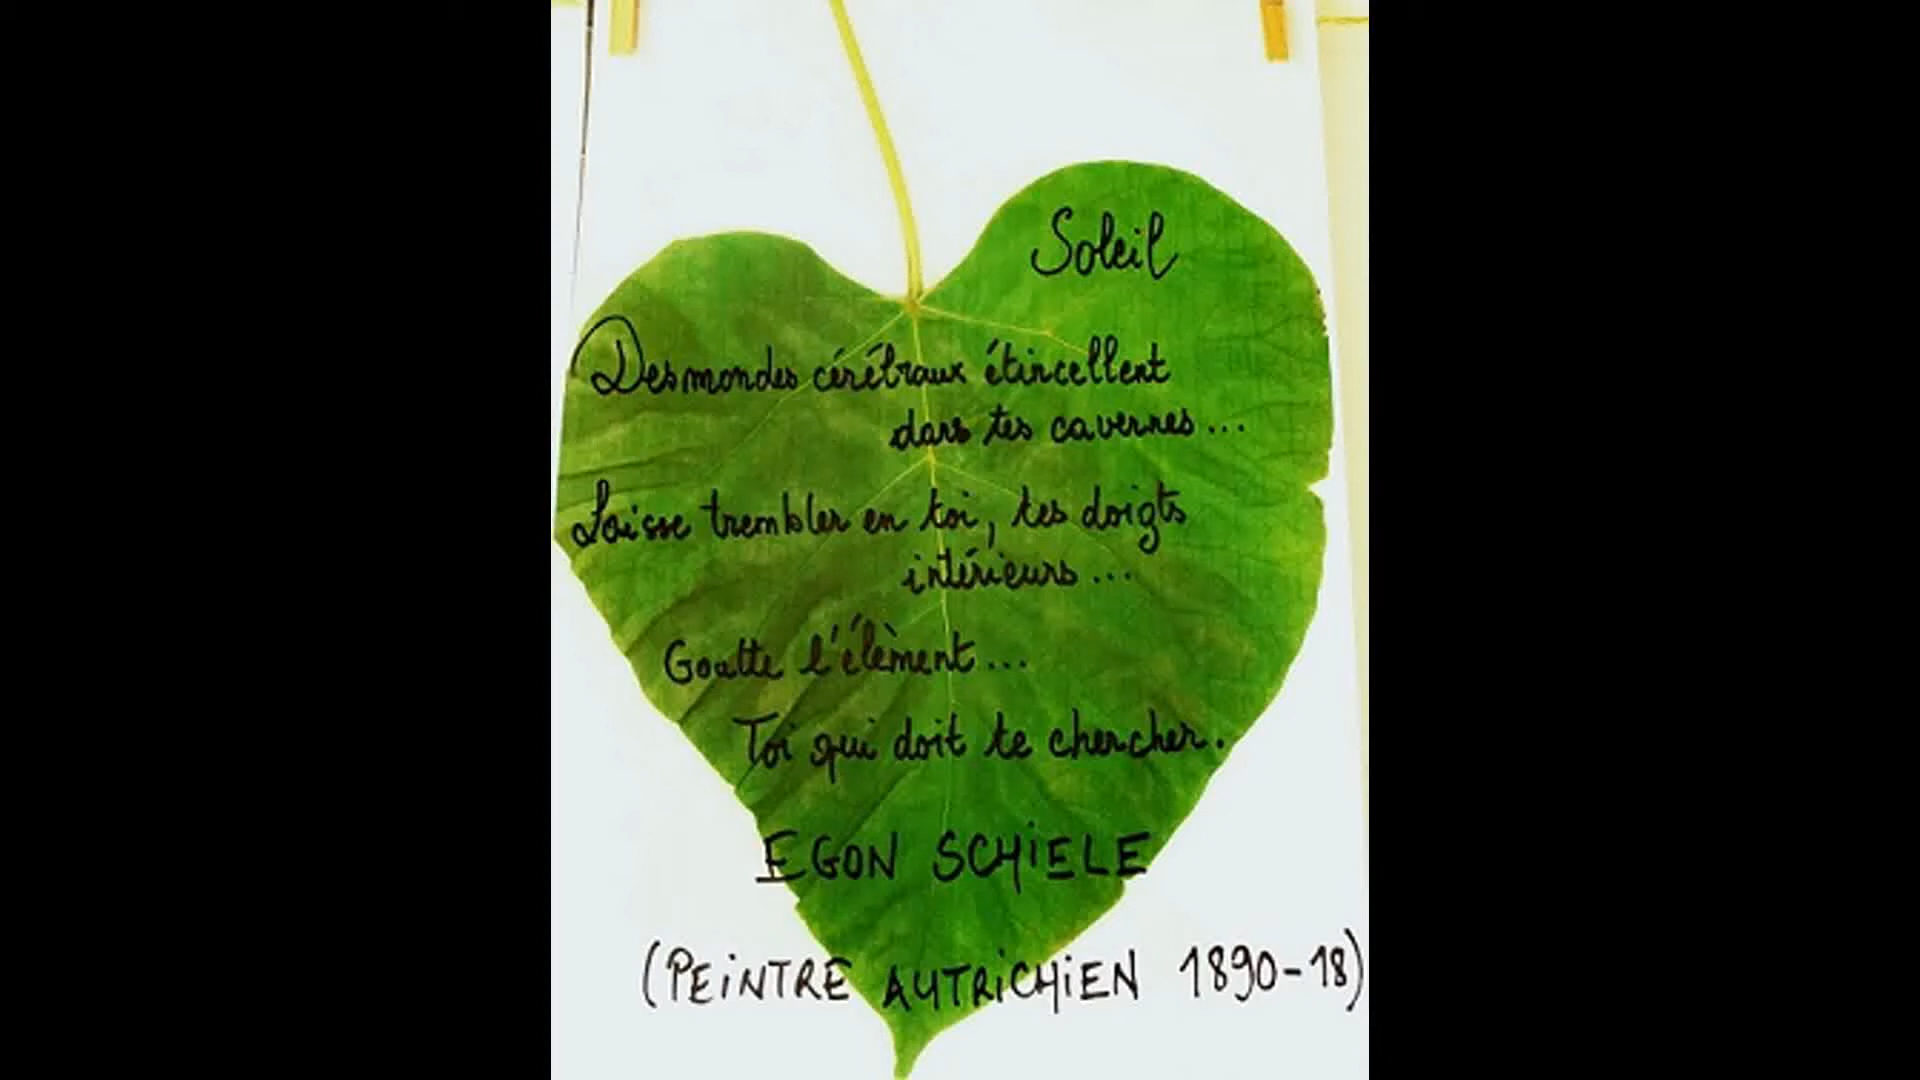 Soleil
Des mondes cérébraux étincellent
dans tes cavernes...
Laisse trembler en toi, tes doigts
intérieurs...
Goutte l'élèment...
Toi qui doit te chercher.
EGON SCHIELE
(PEINTRE AUTRICHIEN 1890-18)